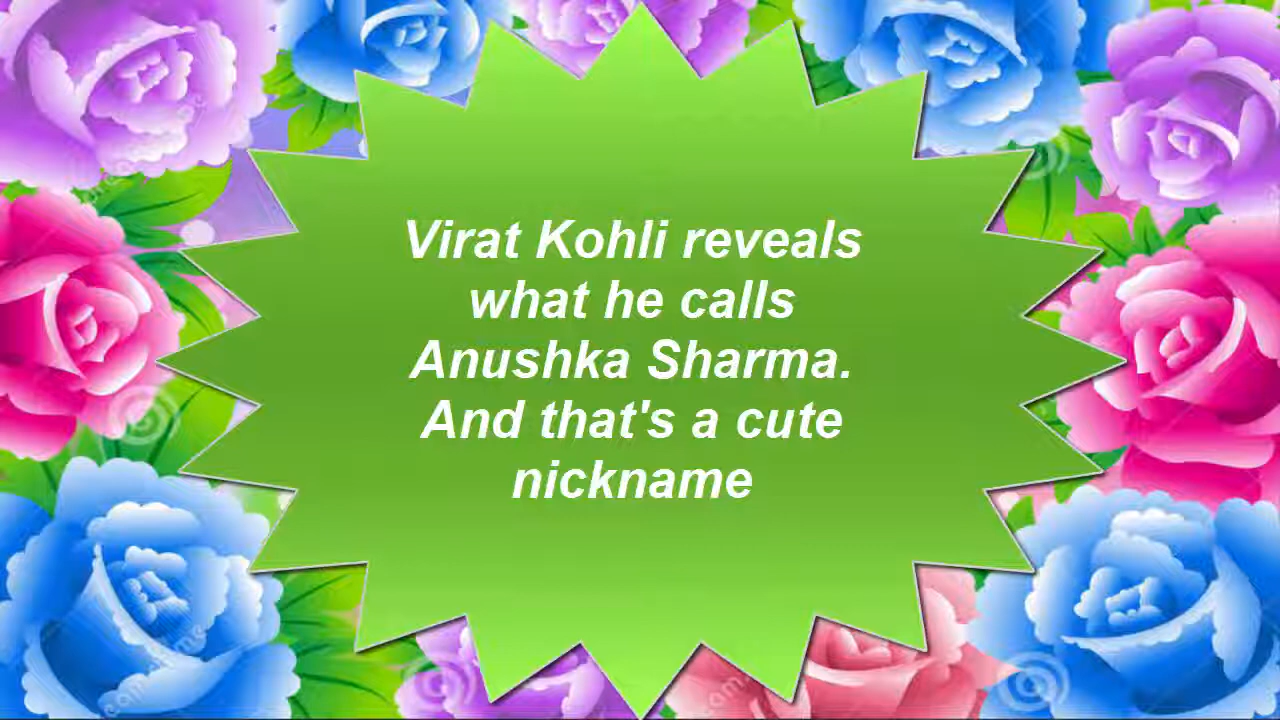 Virat Kohli reveals
what he calls
Anushka Sharma.
And that's a cute
nickname